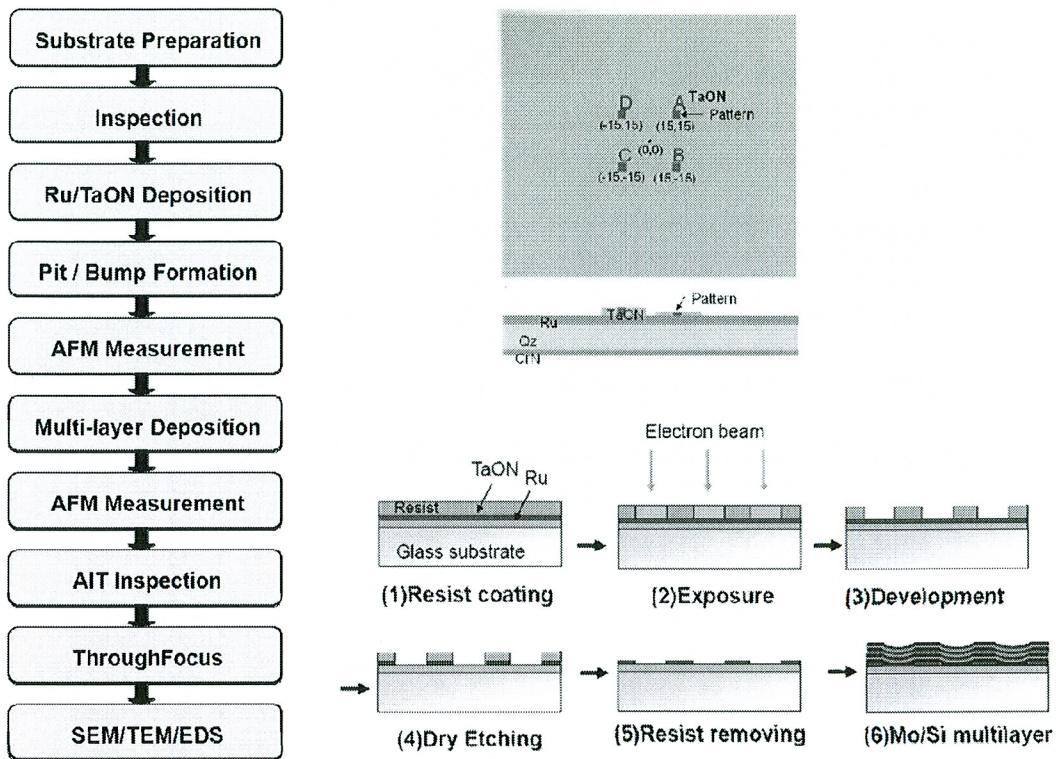 Substrate Preparation
Inspection
Ru/TaON Deposition
Pit / Bump Formation
AFM Measurement
Multi-layer Deposition
AFM Measurement
AIT Inspection
ThroughFocus
SEM/TEM/EDS
D
A
TaON
Pattern
(-15,15)
(15,15)
(0,0)
C
B
(-15,-15)
(15,-15)
Pattern
TaON
Ru
Qz
CrN
Electron beam
TaON
Ru
Resist
Glass substrate
(1)Resist coating
(2)Exposure
(3)Development
(4)Dry Etching
(5)Resist removing
(6)Mo/Si multilayer